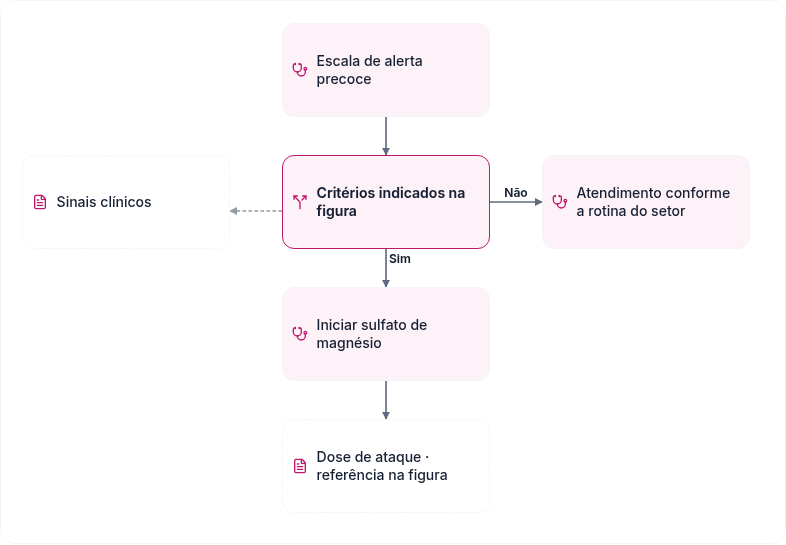 Escala de alerta
precoce
Sinais clínicos
Critérios indicados na
figura
Não
Atendimento conforme
a rotina do setor
Sim
Iniciar sulfato de
magnésio
Dose de ataque ·
referência na figura